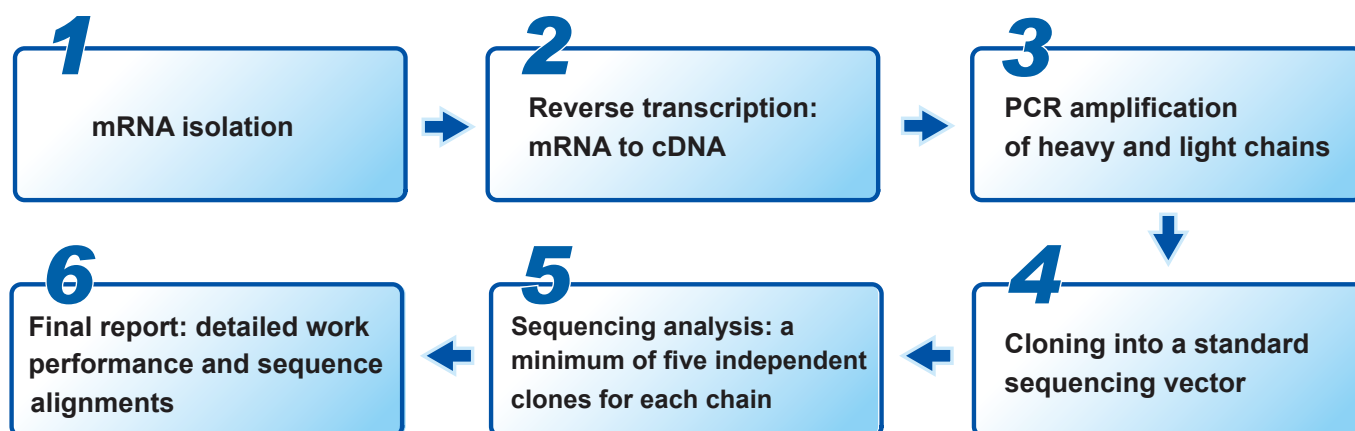 1
mRNA isolation
2
Reverse transcription:
mRNA to cDNA
3
PCR amplification
of heavy and light chains
4
Cloning into a standard
sequencing vector
5
Sequencing analysis: a
minimum of five independent
clones for each chain
6
Final report: detailed work
performance and sequence
alignments